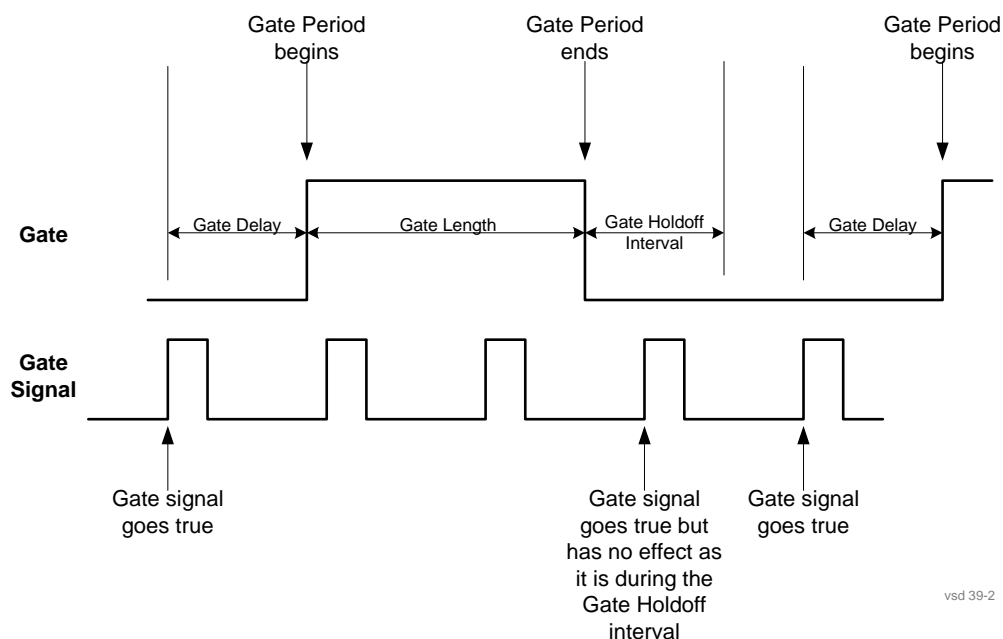 Gate Period
begins
Gate Period
ends
Gate Period
begins
Gate
Gate Delay
Gate Length
Gate Holdoff
Interval
Gate Delay
Gate
Signal
Gate signal
goes true
Gate signal
goes true but
has no effect as
it is during the
Gate Holdoff
interval
Gate signal
goes true
vsd 39-2